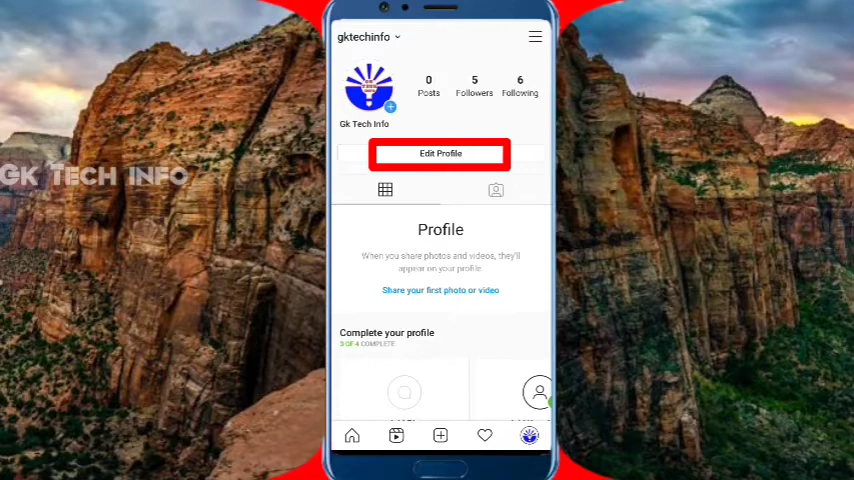 gktechinfo
0 5 6
Posts Followers Following
Gk Tech Info
Edit Profile
GK TECH INFO
Profile
When you share photos and videos, they'll
appear on your profile.
Share your first photo or video
Complete your profile
3 OF 4 COMPLETE